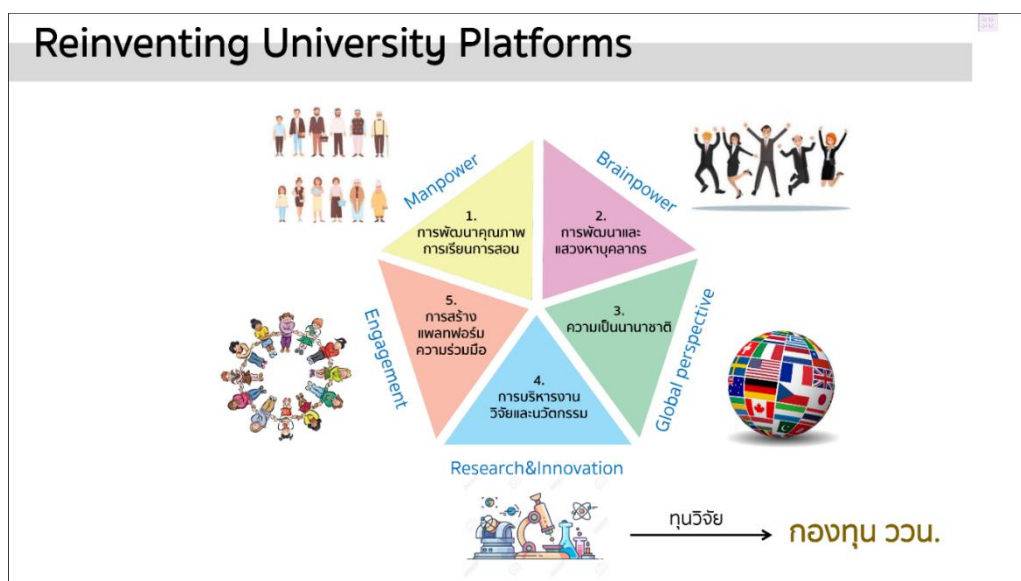 Reinventing University Platforms
Manpower
Brainpower
1.
การพัฒนาคุณภาพ
การเรียนการสอน
2.
การพัฒนาและ
แสวงหาบุคลากร
Engagement
5.
การสร้าง
แพลทฟอร์ม
ความร่วมมือ
3.
ความเป็นนานาชาติ
Global perspective
4.
การบริหารงาน
วิจัยและนวัตกรรม
Research&Innovation
ทุนวิจัย
กองทุน ววน.